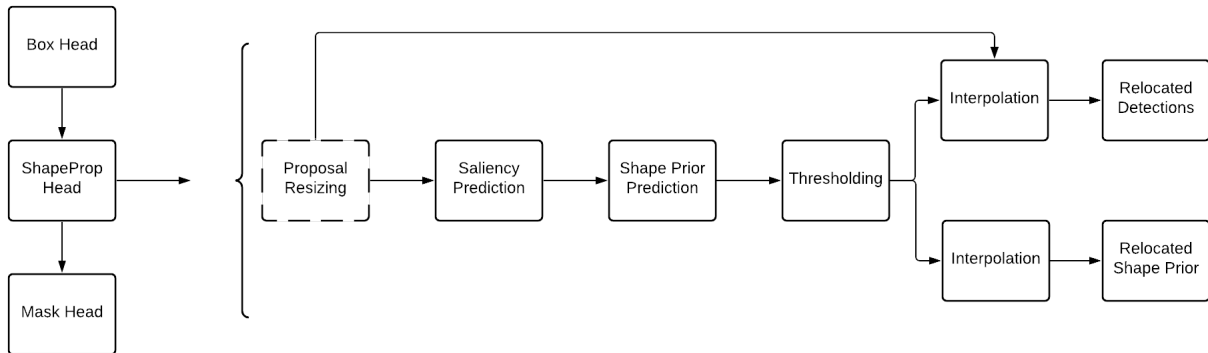 Box Head
ShapeProp
Head
Mask Head
Proposal
Resizing
Saliency
Prediction
Shape Prior
Prediction
Thresholding
Interpolation
Relocated
Detections
Interpolation
Relocated
Shape Prior